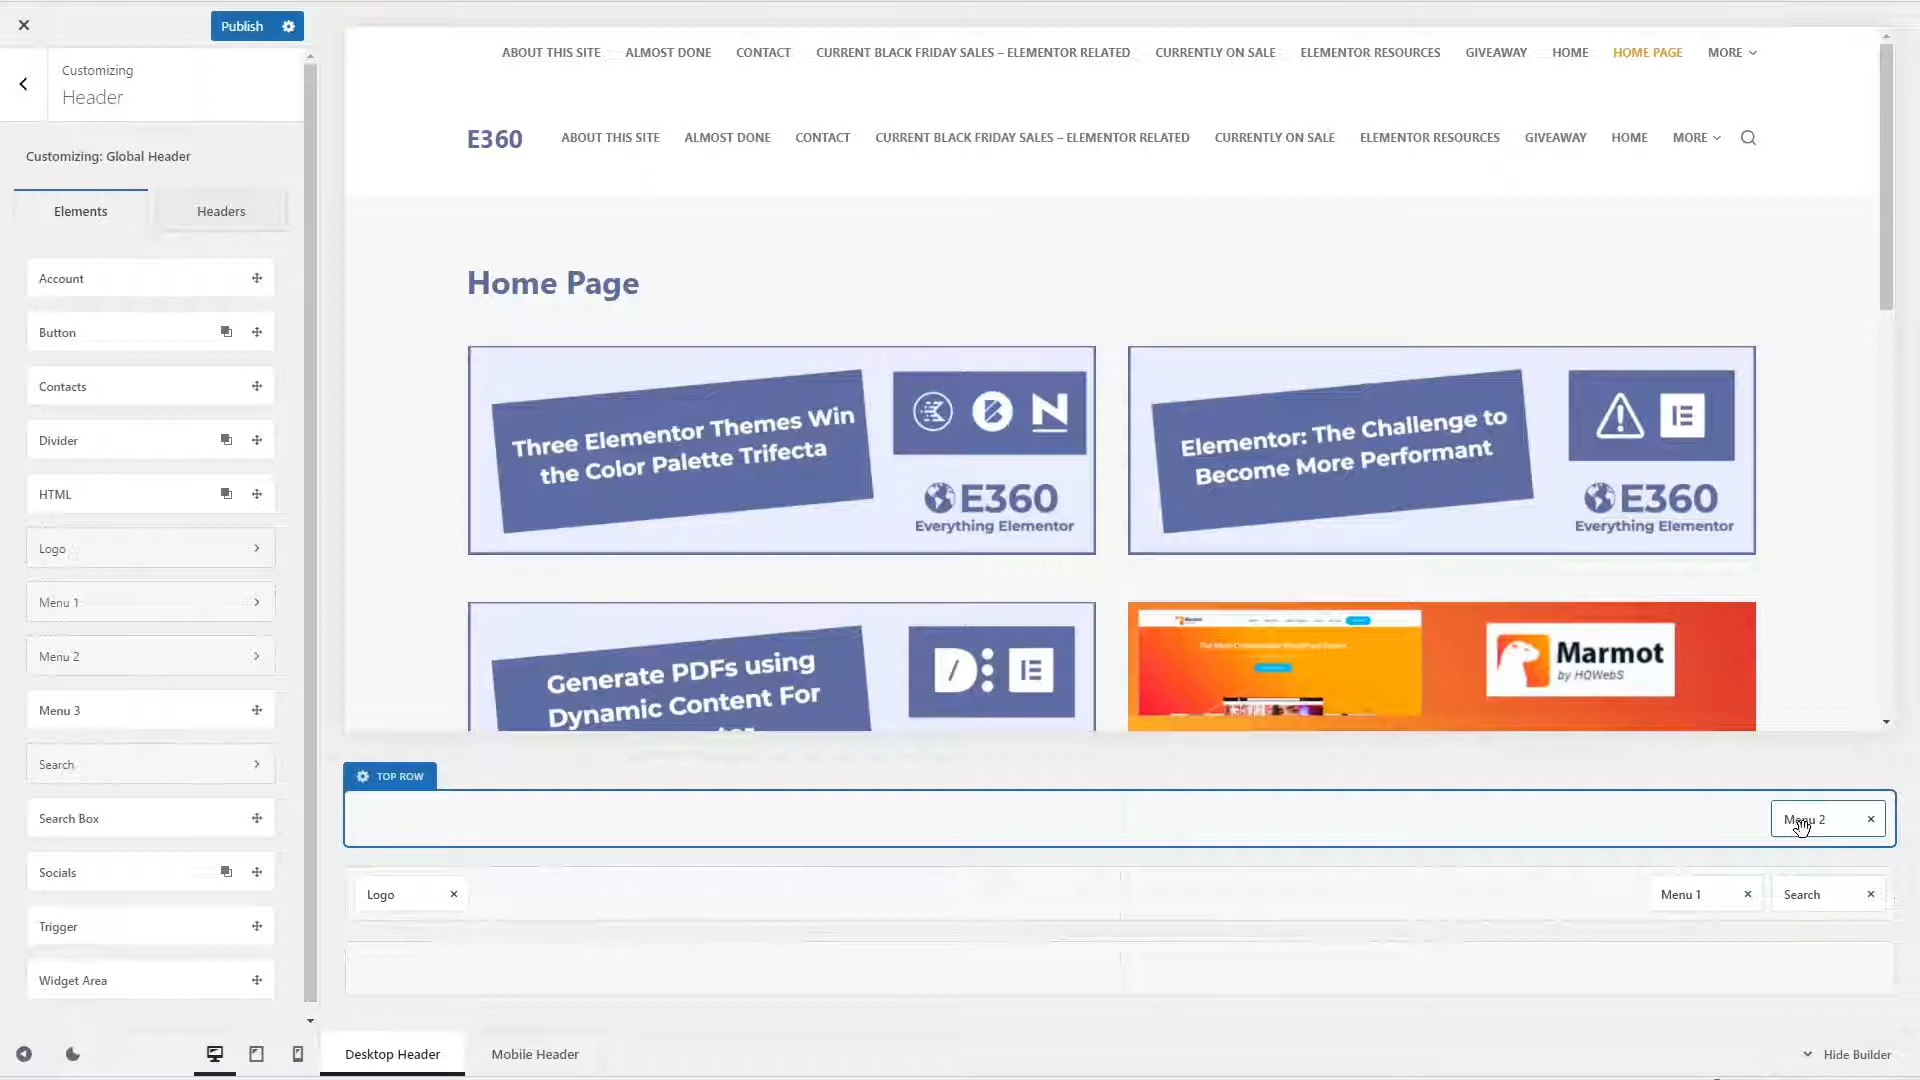 Publish
Customizing
Header
Customizing: Global Header
Elements
Headers
Account
Button
Contacts
Divider
HTML
Logo
Menu 1
Menu 2
Menu 3
Search
Search Box
Socials
Trigger
Widget Area
ABOUT THIS SITE ALMOST DONE CONTACT CURRENT BLACK FRIDAY SALES – ELEMENTOR RELATED CURRENTLY ON SALE ELEMENTOR RESOURCES GIVEAWAY HOME HOME PAGE MORE
E360 ABOUT THIS SITE ALMOST DONE CONTACT CURRENT BLACK FRIDAY SALES – ELEMENTOR RELATED CURRENTLY ON SALE ELEMENTOR RESOURCES GIVEAWAY HOME MORE
Home Page
Three Elementor Themes Win
the Color Palette Trifecta
E360
Everything Elementor
Elementor: The Challenge to
Become More Performant
E360
Everything Elementor
Generate PDFs using
Dynamic Content For
Marmot
by HQWebS
TOP ROW
Menu 2
Logo
Menu 1
Search
Desktop Header
Mobile Header
Hide Builder